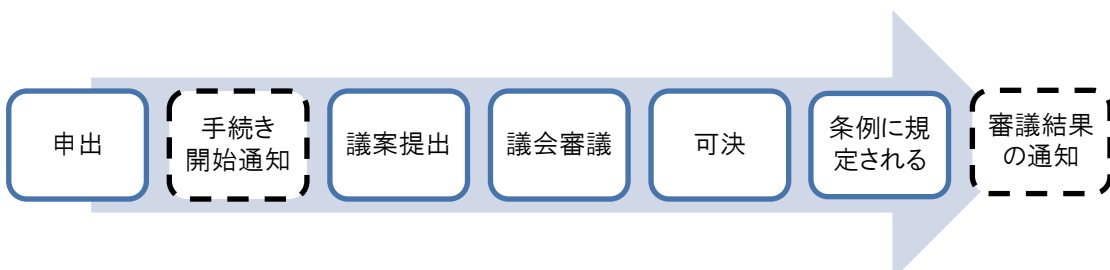 申出
手続き
開始通知
議案提出
議会審議
可決
条例に規
定される
審議結果
の通知